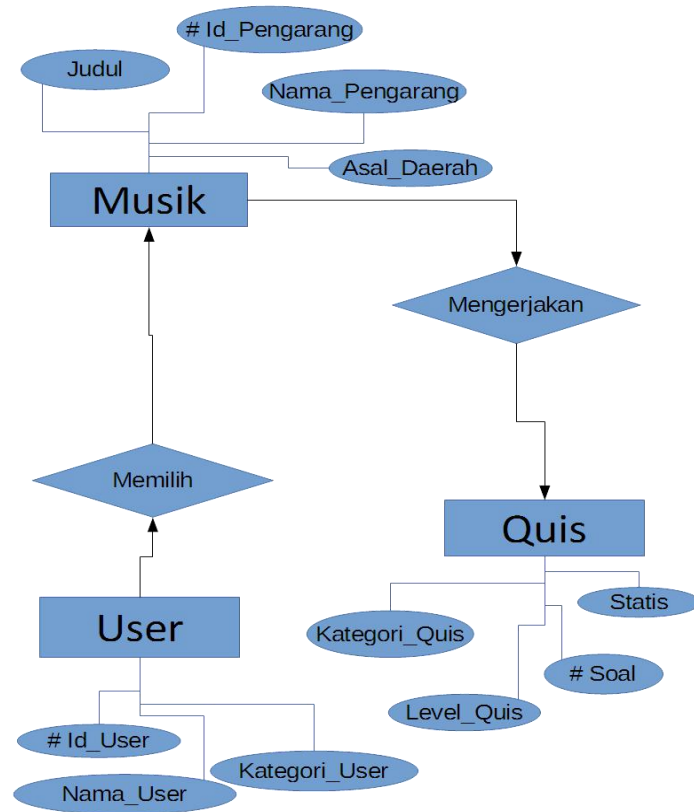 # Id_Pengarang
Judul
Nama_Pengarang
Asal_Daerah
Musik
Mengerjakan
Memilih
Quis
Statis
Kategori_Quis
User
# Soal
Level_Quis
# Id_User
Kategori_User
Nama_User